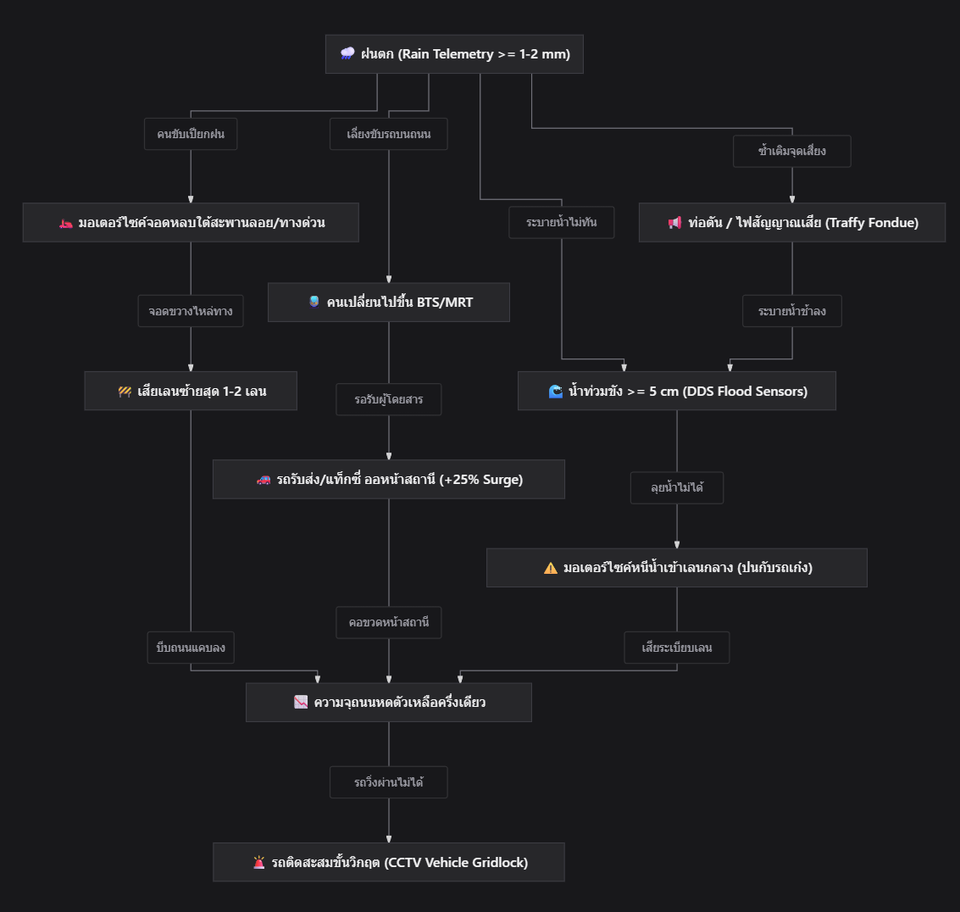 🌧️ ฝนตก (Rain Telemetry >= 1-2 mm)
คนขับเปียกฝน
เลี่ยงขับรถบนถนน
ซ้ำเติมจุดเสี่ยง
🏍️ มอเตอร์ไซค์จอดหลบใต้สะพานลอย/ทางด่วน
ระบายน้ำไม่ทัน
📢 ท่อตัน / ไฟสัญญาณเสีย (Traffy Fondue)
จอดขวางไหล่ทาง
🚇 คนเปลี่ยนไปขึ้น BTS/MRT
ระบายน้ำช้าลง
🚧 เสียเลนซ้ายสุด 1-2 เลน
รอรับผู้โดยสาร
🌊 น้ำท่วมขัง >= 5 cm (DDS Flood Sensors)
🚗 รถรับส่ง/แท็กซี่ ออหน้าสถานี (+25% Surge)
ลุยน้ำไม่ได้
⚠️ มอเตอร์ไซค์หนีน้ำเข้าเลนกลาง (ปนกับรถเก๋ง)
คอขวดหน้าสถานี
บีบถนนแคบลง
เสียระเบียบเลน
📉 ความจุถนนหดตัวเหลือครึ่งเดียว
รถวิ่งผ่านไม่ได้
🚨 รถติดสะสมขั้นวิกฤต (CCTV Vehicle Gridlock)